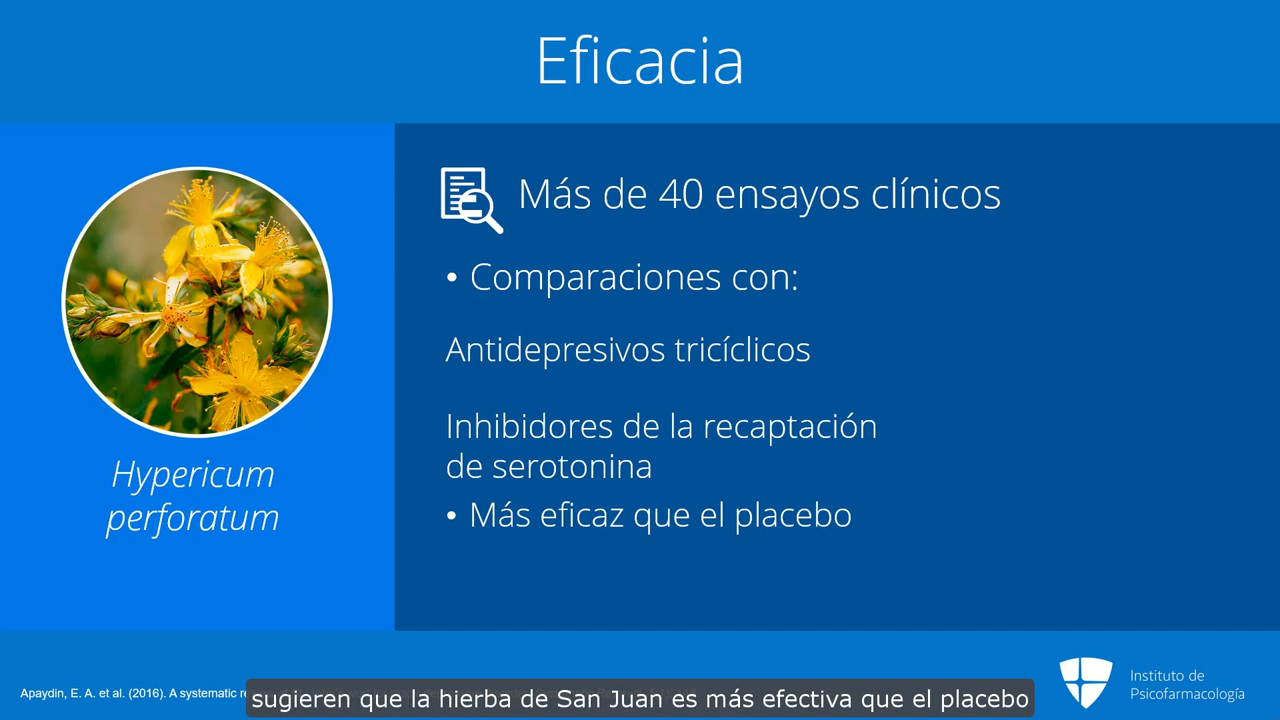 Eficacia
Más de 40 ensayos clínicos
• Comparaciones con:
Antidepresivos tricíclicos
Inhibidores de la recaptación
de serotonina
• Más eficaz que el placebo
Hypericum
perforatum
Instituto de
Psicofarmacología
Apaydin, E. A. et al. (2016). A systematic
sugieren que la hierba de San Juan es más efectiva que el placebo